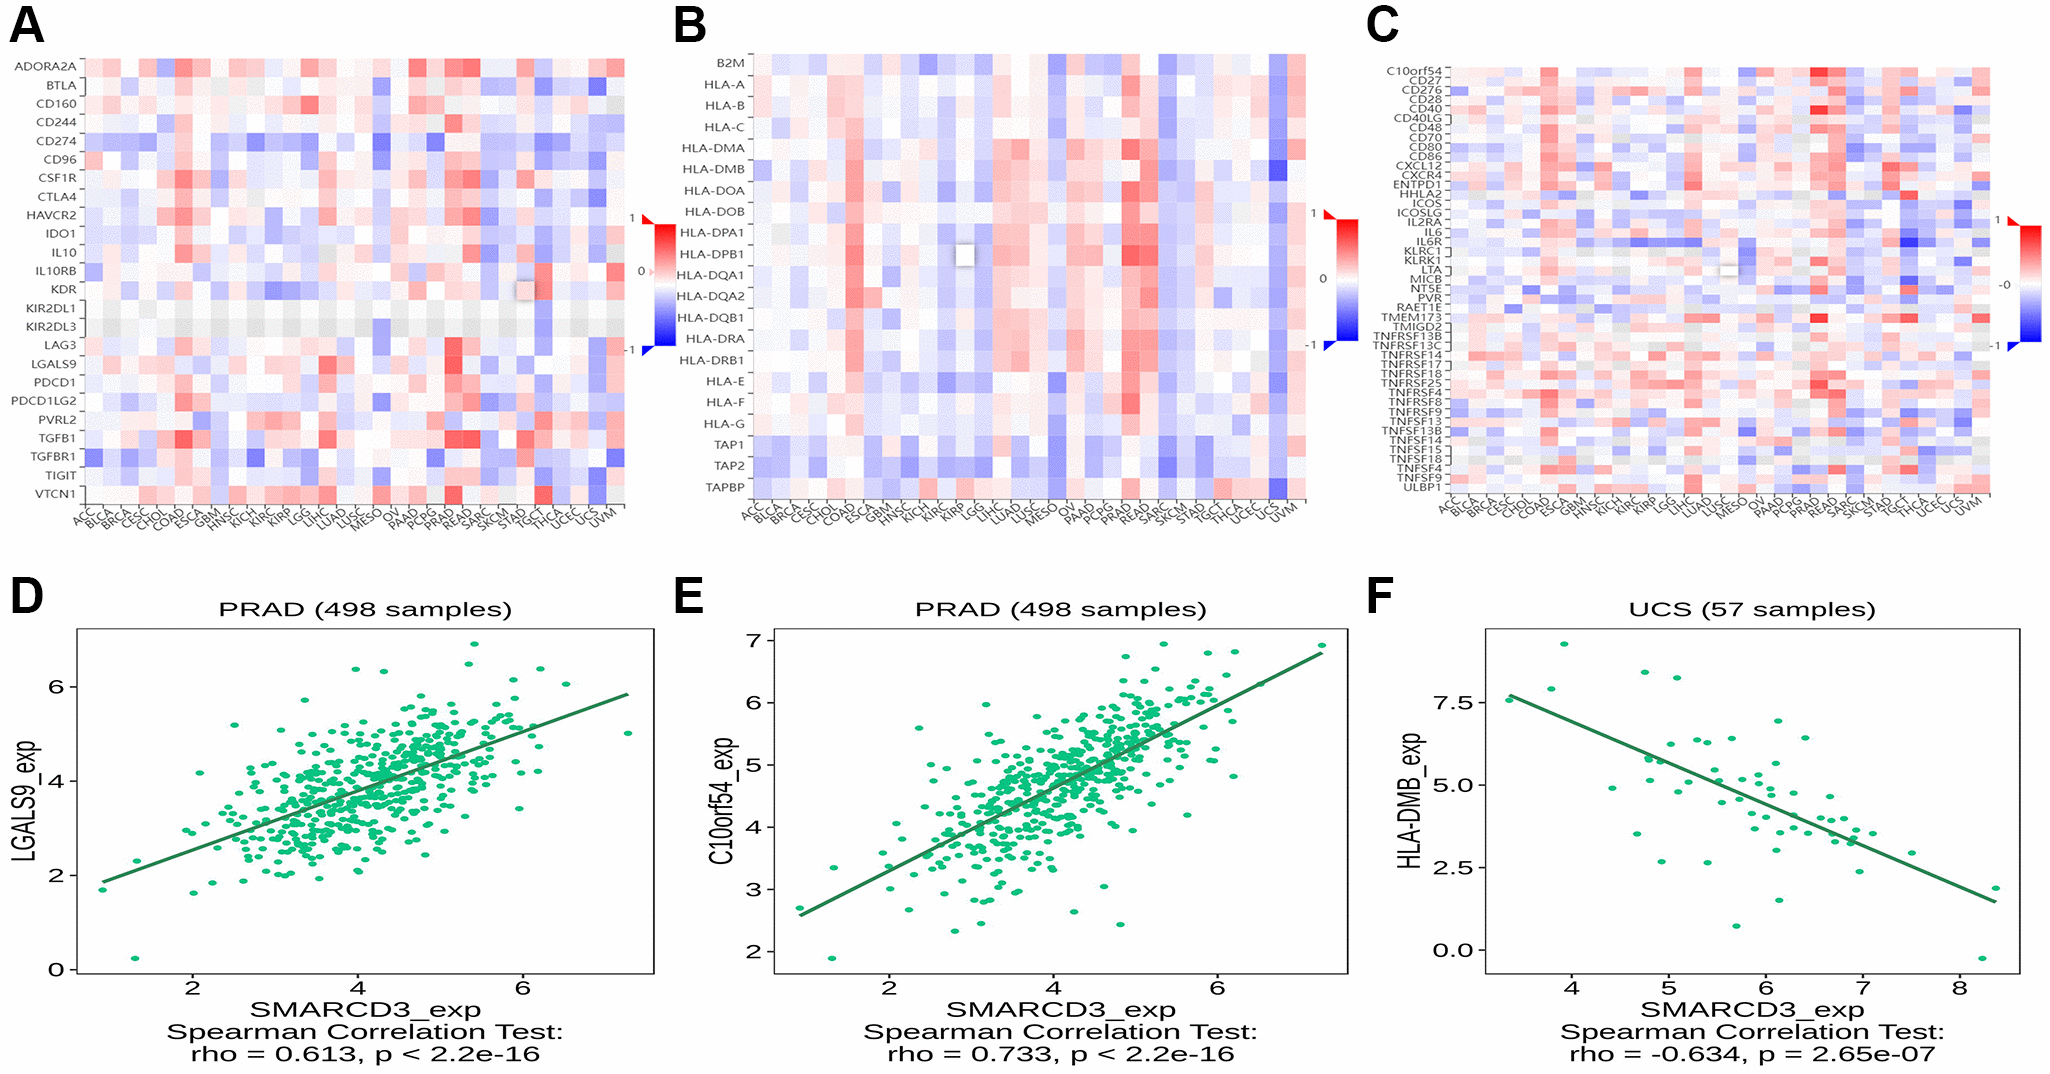 A
ADORA2A
BTLA
CD160
CD244
CD274
CD96
CSF1R
CTLA4
HAVCR2
IDO1
IL10
IL10RB
KDR
KIR2DL1
KIR2DL3
LAG3
LGALS9
PDCD1
PDCD1LG2
PVRL2
TGFB1
TGFBR1
TIGIT
VTCN1
ACC BLCA BRCA CESC CHOL COAD ESCA GBM HNSC KICH KIRC KIRP LGG LIHC LUAD LUSC MESO OV PAAD PCPG PRAD READ SARC SKCM STAD TGCT THCA UCEC UCS UVM
1
0
-1
B
B2M
HLA-A
HLA-B
HLA-C
HLA-DMA
HLA-DMB
HLA-DOA
HLA-DOB
HLA-DPA1
HLA-DPB1
HLA-DQA1
HLA-DQA2
HLA-DQB1
HLA-DRA
HLA-DRB1
HLA-E
HLA-F
HLA-G
TAP1
TAP2
TAPBP
ACC BLCA BRCA CESC CHOL COAD ESCA GBM HNSC KICH KIRC KIRP LGG LIHC LUAD LUSC MESO OV PAAD PCPG PRAD READ SARC SKCM STAD TGCT THCA UCEC UCS UVM
1
0
-1
C
C10orf54
CD27
CD276
CD28
CD40
CD40LG
CD48
CD70
CD80
CD86
CXCL12
CXCR4
ENTPD1
HHLA2
ICOS
ICOSLG
IL2RA
IL6
IL6R
KLRC1
KLRK1
LTA
MICB
NT5E
PVR
RAET1E
TMEM173
TMIGD2
TNFRSF13B
TNFRSF13C
TNFRSF14
TNFRSF17
TNFRSF18
TNFRSF25
TNFRSF4
TNFRSF8
TNFRSF9
TNFSF13
TNFSF13B
TNFSF14
TNFSF15
TNFSF18
TNFSF4
TNFSF9
ULBP1
ACC BLCA BRCA CESC CHOL COAD ESCA GBM HNSC KICH KIRC KIRP LGG LIHC LUAD LUSC MESO OV PAAD PCPG PRAD READ SARC SKCM STAD TGCT THCA UCEC UCS UVM
1
-0
-1
D
PRAD (498 samples)
LGALS9_exp
6
4
2
0
2 4 6
SMARCD3_exp
Spearman Correlation Test:
rho = 0.613, p < 2.2e-16
E
PRAD (498 samples)
C10orf54_exp
7
6
5
4
3
2
2 4 6
SMARCD3_exp
Spearman Correlation Test:
rho = 0.733, p < 2.2e-16
F
UCS (57 samples)
HLA-DMB_exp
7.5
5.0
2.5
0.0
4 5 6 7 8
SMARCD3_exp
Spearman Correlation Test:
rho = -0.634, p = 2.65e-07